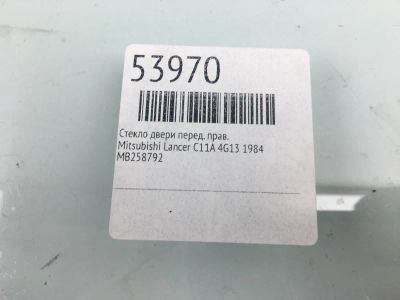 53970
Стекло двери перед. прав.
Mitsubishi Lancer C11A 4G13 1984
MB258792